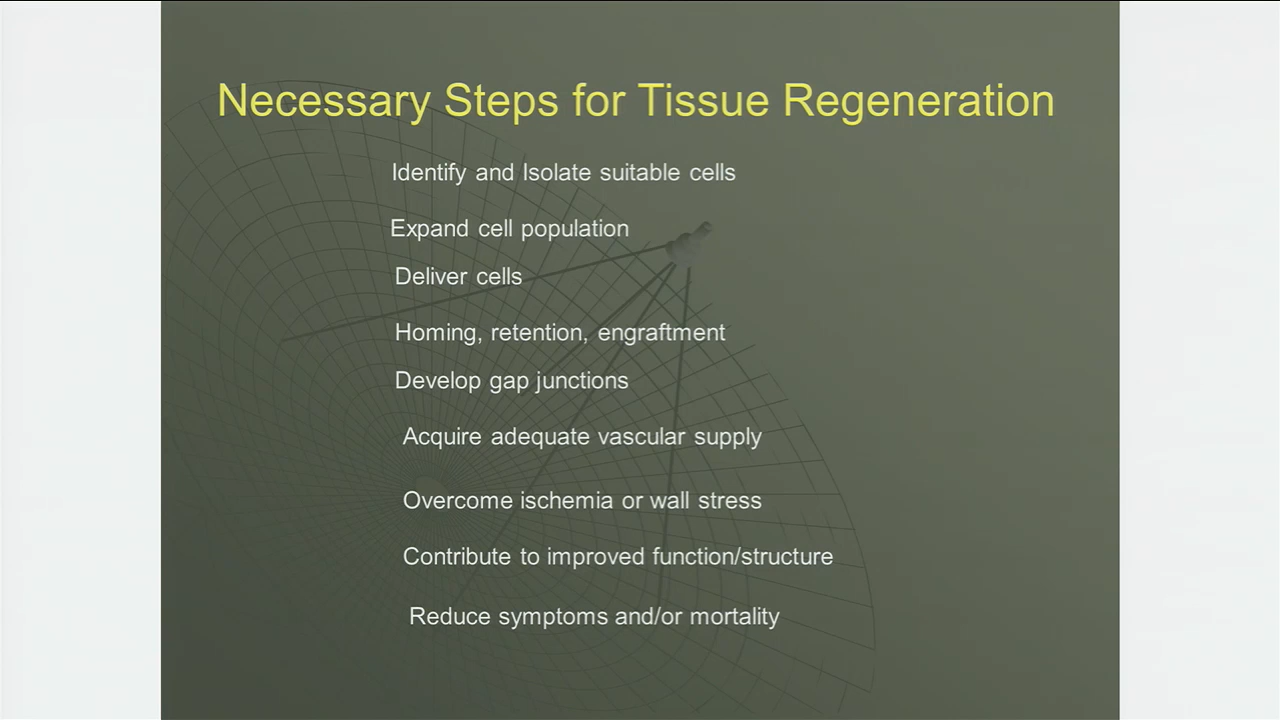 Necessary Steps for Tissue Regeneration
Identify and Isolate suitable cells
Expand cell population
Deliver cells
Homing, retention, engraftment
Develop gap junctions
Acquire adequate vascular supply
Overcome ischemia or wall stress
Contribute to improved function/structure
Reduce symptoms and/or mortality